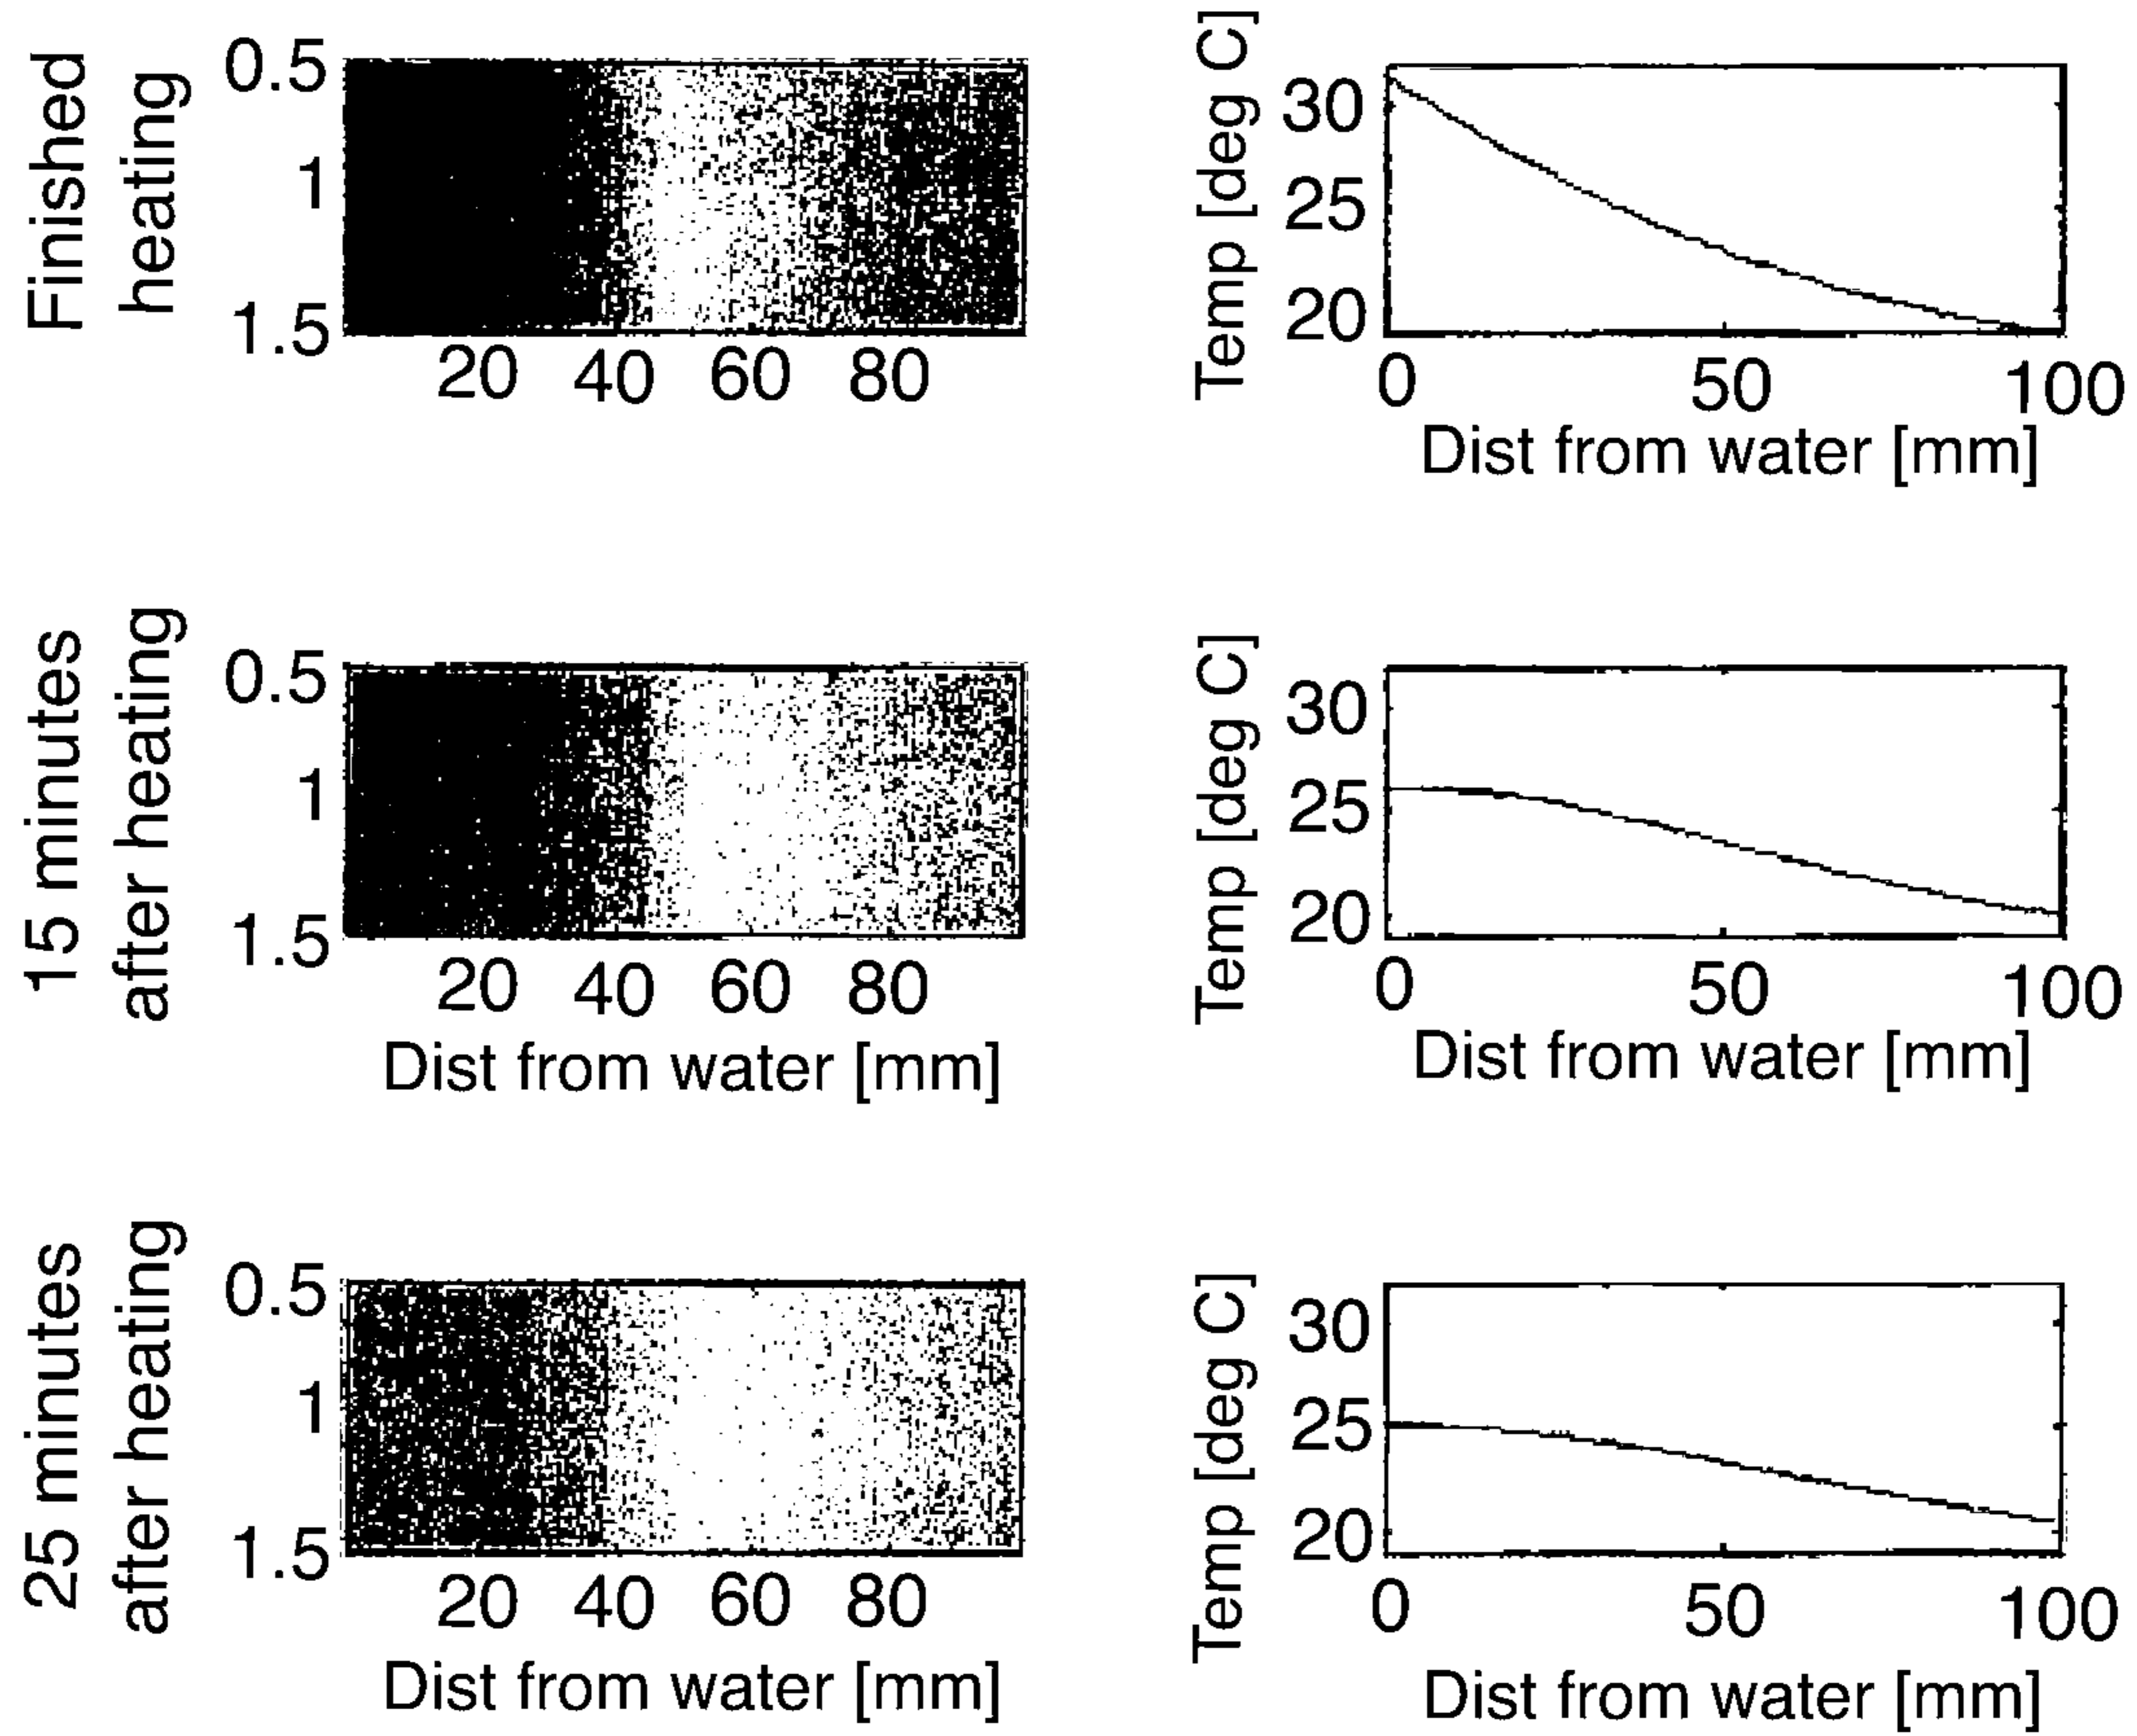 Finished
heating
0.5
1
1.5
20 40 60 80
Temp [deg C]
30
25
20
0 50 100
Dist from water [mm]
15 minutes
after heating
0.5
1
1.5
20 40 60 80
Dist from water [mm]
Temp [deg C]
30
25
20
0 50 100
Dist from water [mm]
25 minutes
after heating
0.5
1
1.5
20 40 60 80
Dist from water [mm]
Temp [deg C]
30
25
20
0 50 100
Dist from water [mm]